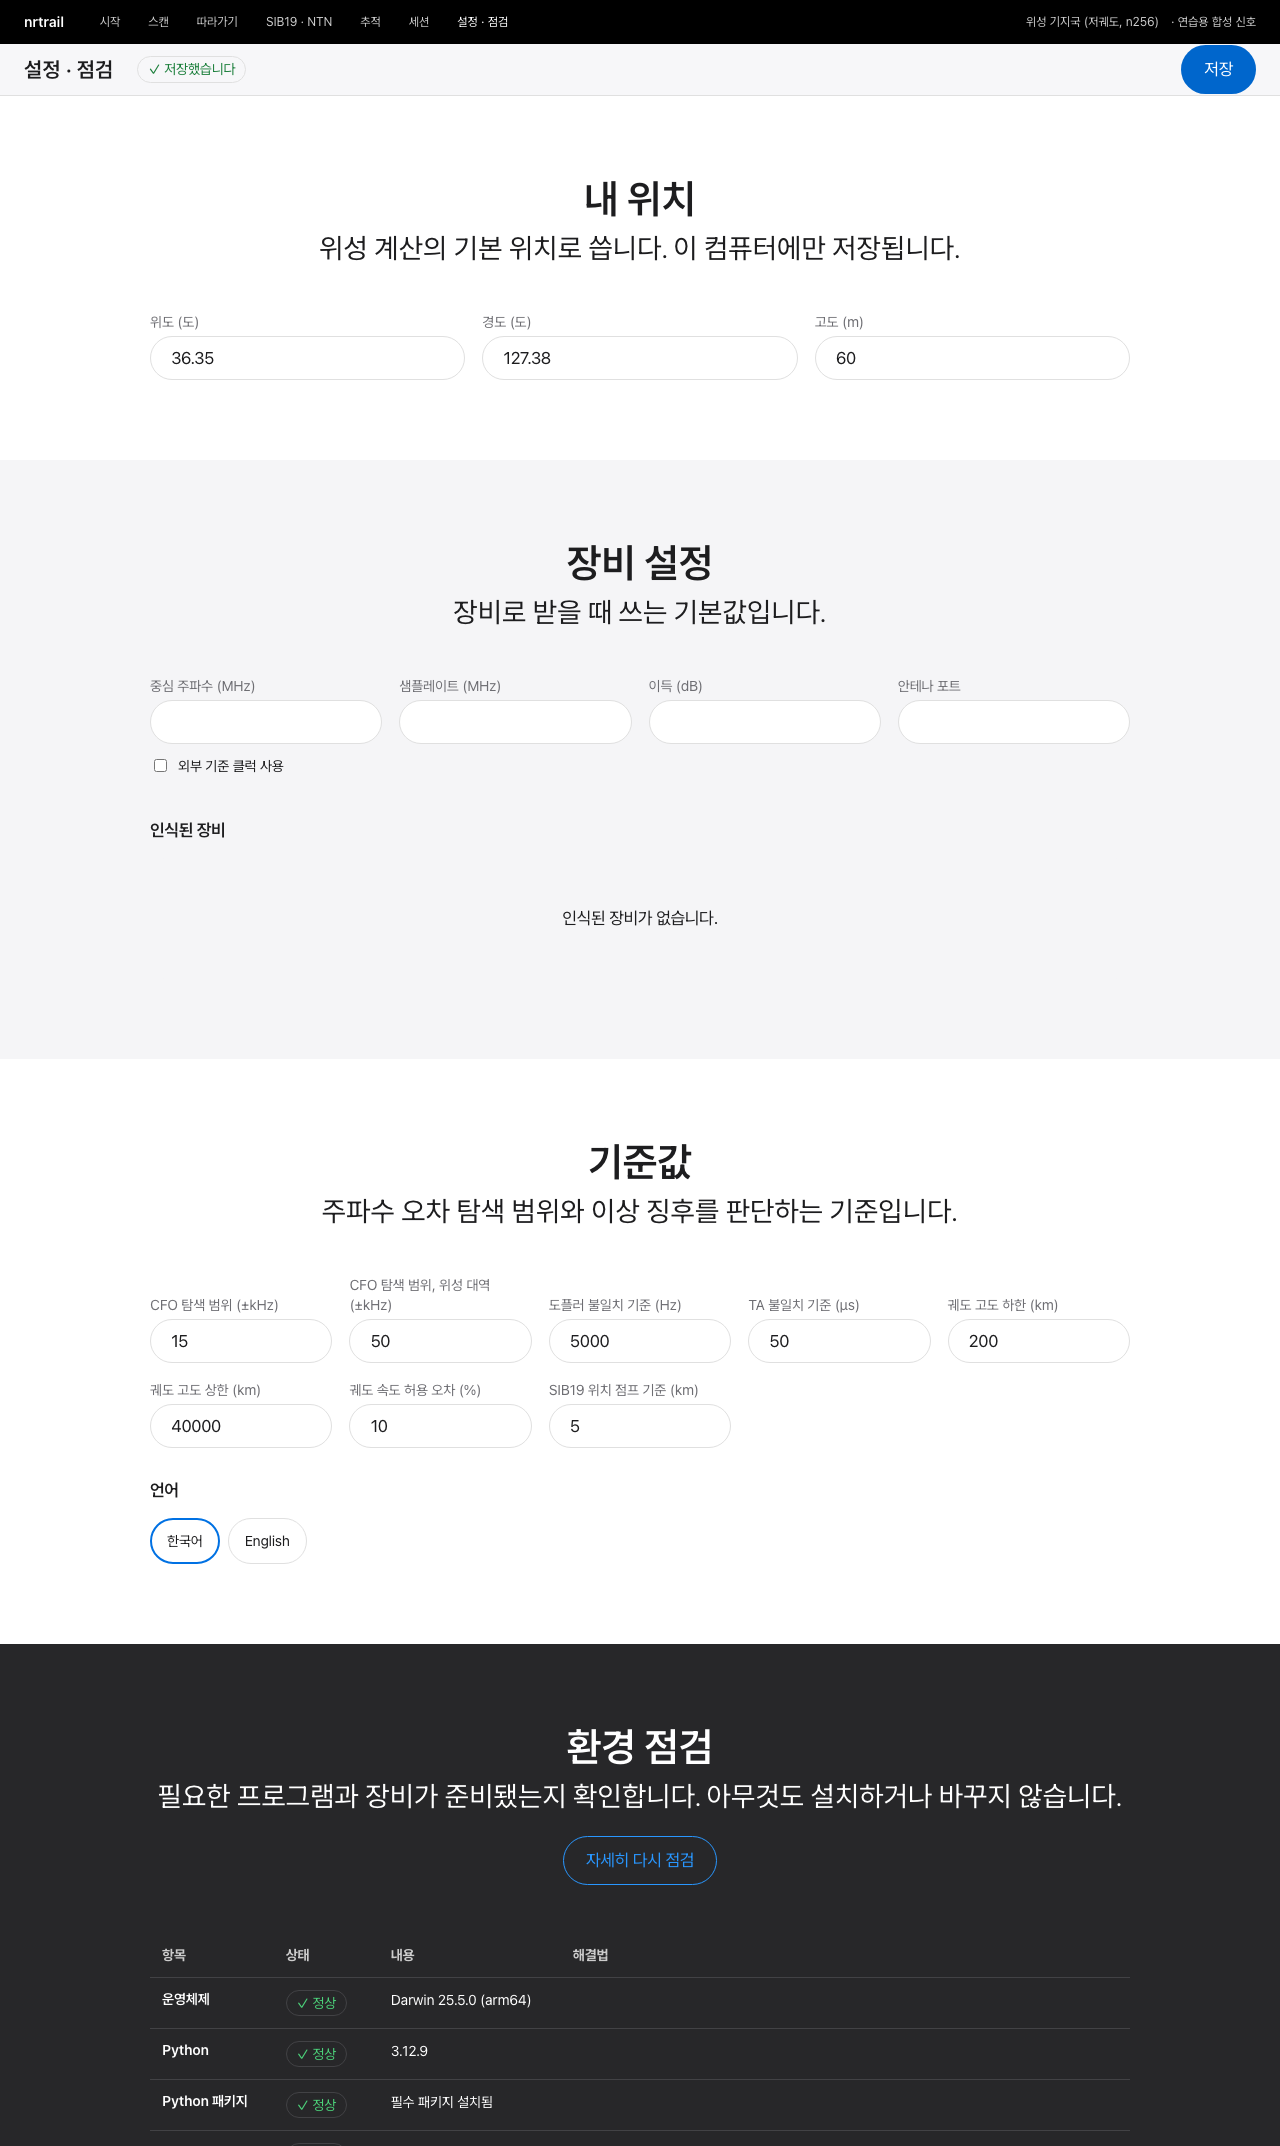 nrtrail 시작 스캔 따라가기 SIB19 · NTN 추적 세션 설정 · 점검 위성 기지국 (저궤도, n256) · 연습용 합성 신호
설정 · 점검 ✓ 저장했습니다 저장
내 위치
위성 계산의 기본 위치로 씁니다. 이 컴퓨터에만 저장됩니다.
위도 (도) 경도 (도) 고도 (m)
36.35 127.38 60
장비 설정
장비로 받을 때 쓰는 기본값입니다.
중심 주파수 (MHz) 샘플레이트 (MHz) 이득 (dB) 안테나 포트
외부 기준 클럭 사용
인식된 장비
인식된 장비가 없습니다.
기준값
주파수 오차 탐색 범위와 이상 징후를 판단하는 기준입니다.
CFO 탐색 범위 (±kHz) CFO 탐색 범위, 위성 대역 (±kHz) 도플러 불일치 기준 (Hz) TA 불일치 기준 (µs) 궤도 고도 하한 (km)
15 50 5000 50 200
궤도 고도 상한 (km) 궤도 속도 허용 오차 (%) SIB19 위치 점프 기준 (km)
40000 10 5
언어
한국어 English
환경 점검
필요한 프로그램과 장비가 준비됐는지 확인합니다. 아무것도 설치하거나 바꾸지 않습니다.
자세히 다시 점검
항목 상태 내용 해결법
운영체제 ✓ 정상 Darwin 25.5.0 (arm64)
Python ✓ 정상 3.12.9
Python 패키지 ✓ 정상 필수 패키지 설치됨